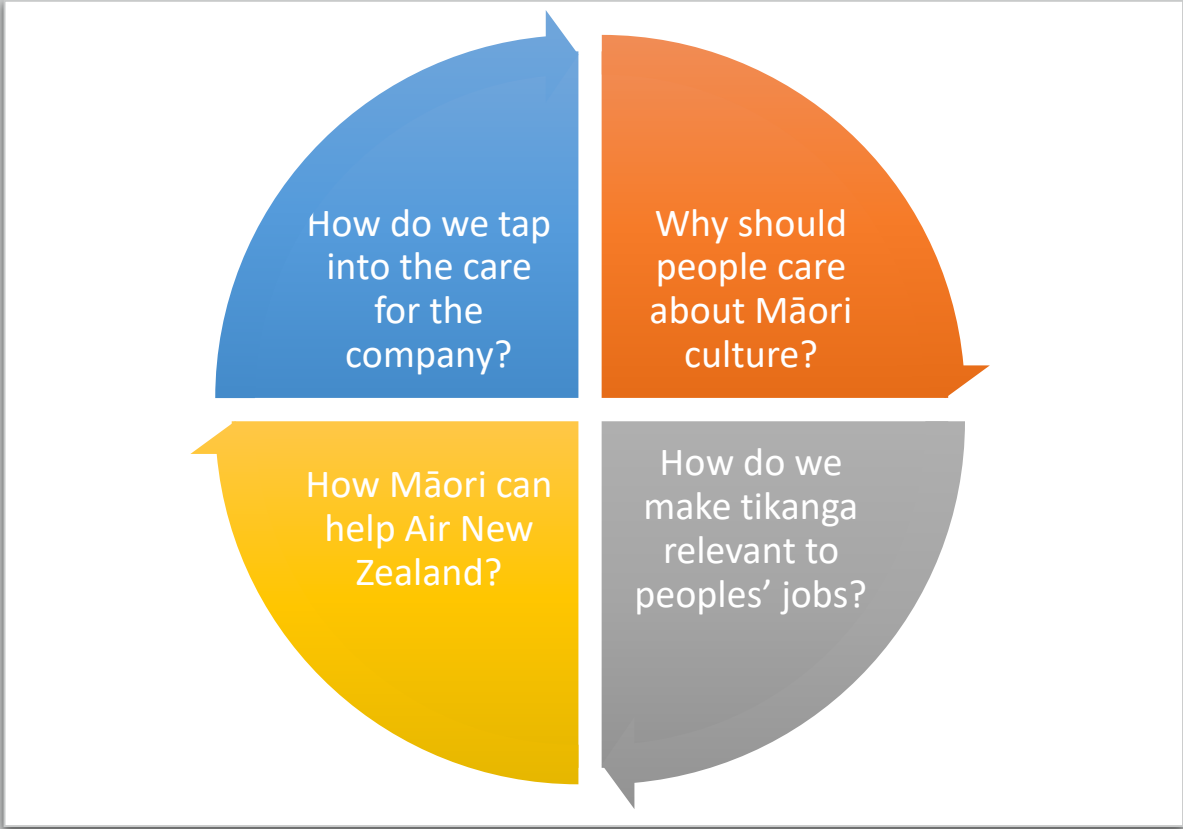 How do we tap
into the care
for the
company?
Why should
people care
about Māori
culture?
How Māori can
help Air New
Zealand?
How do we
make tikanga
relevant to
peoples’ jobs?